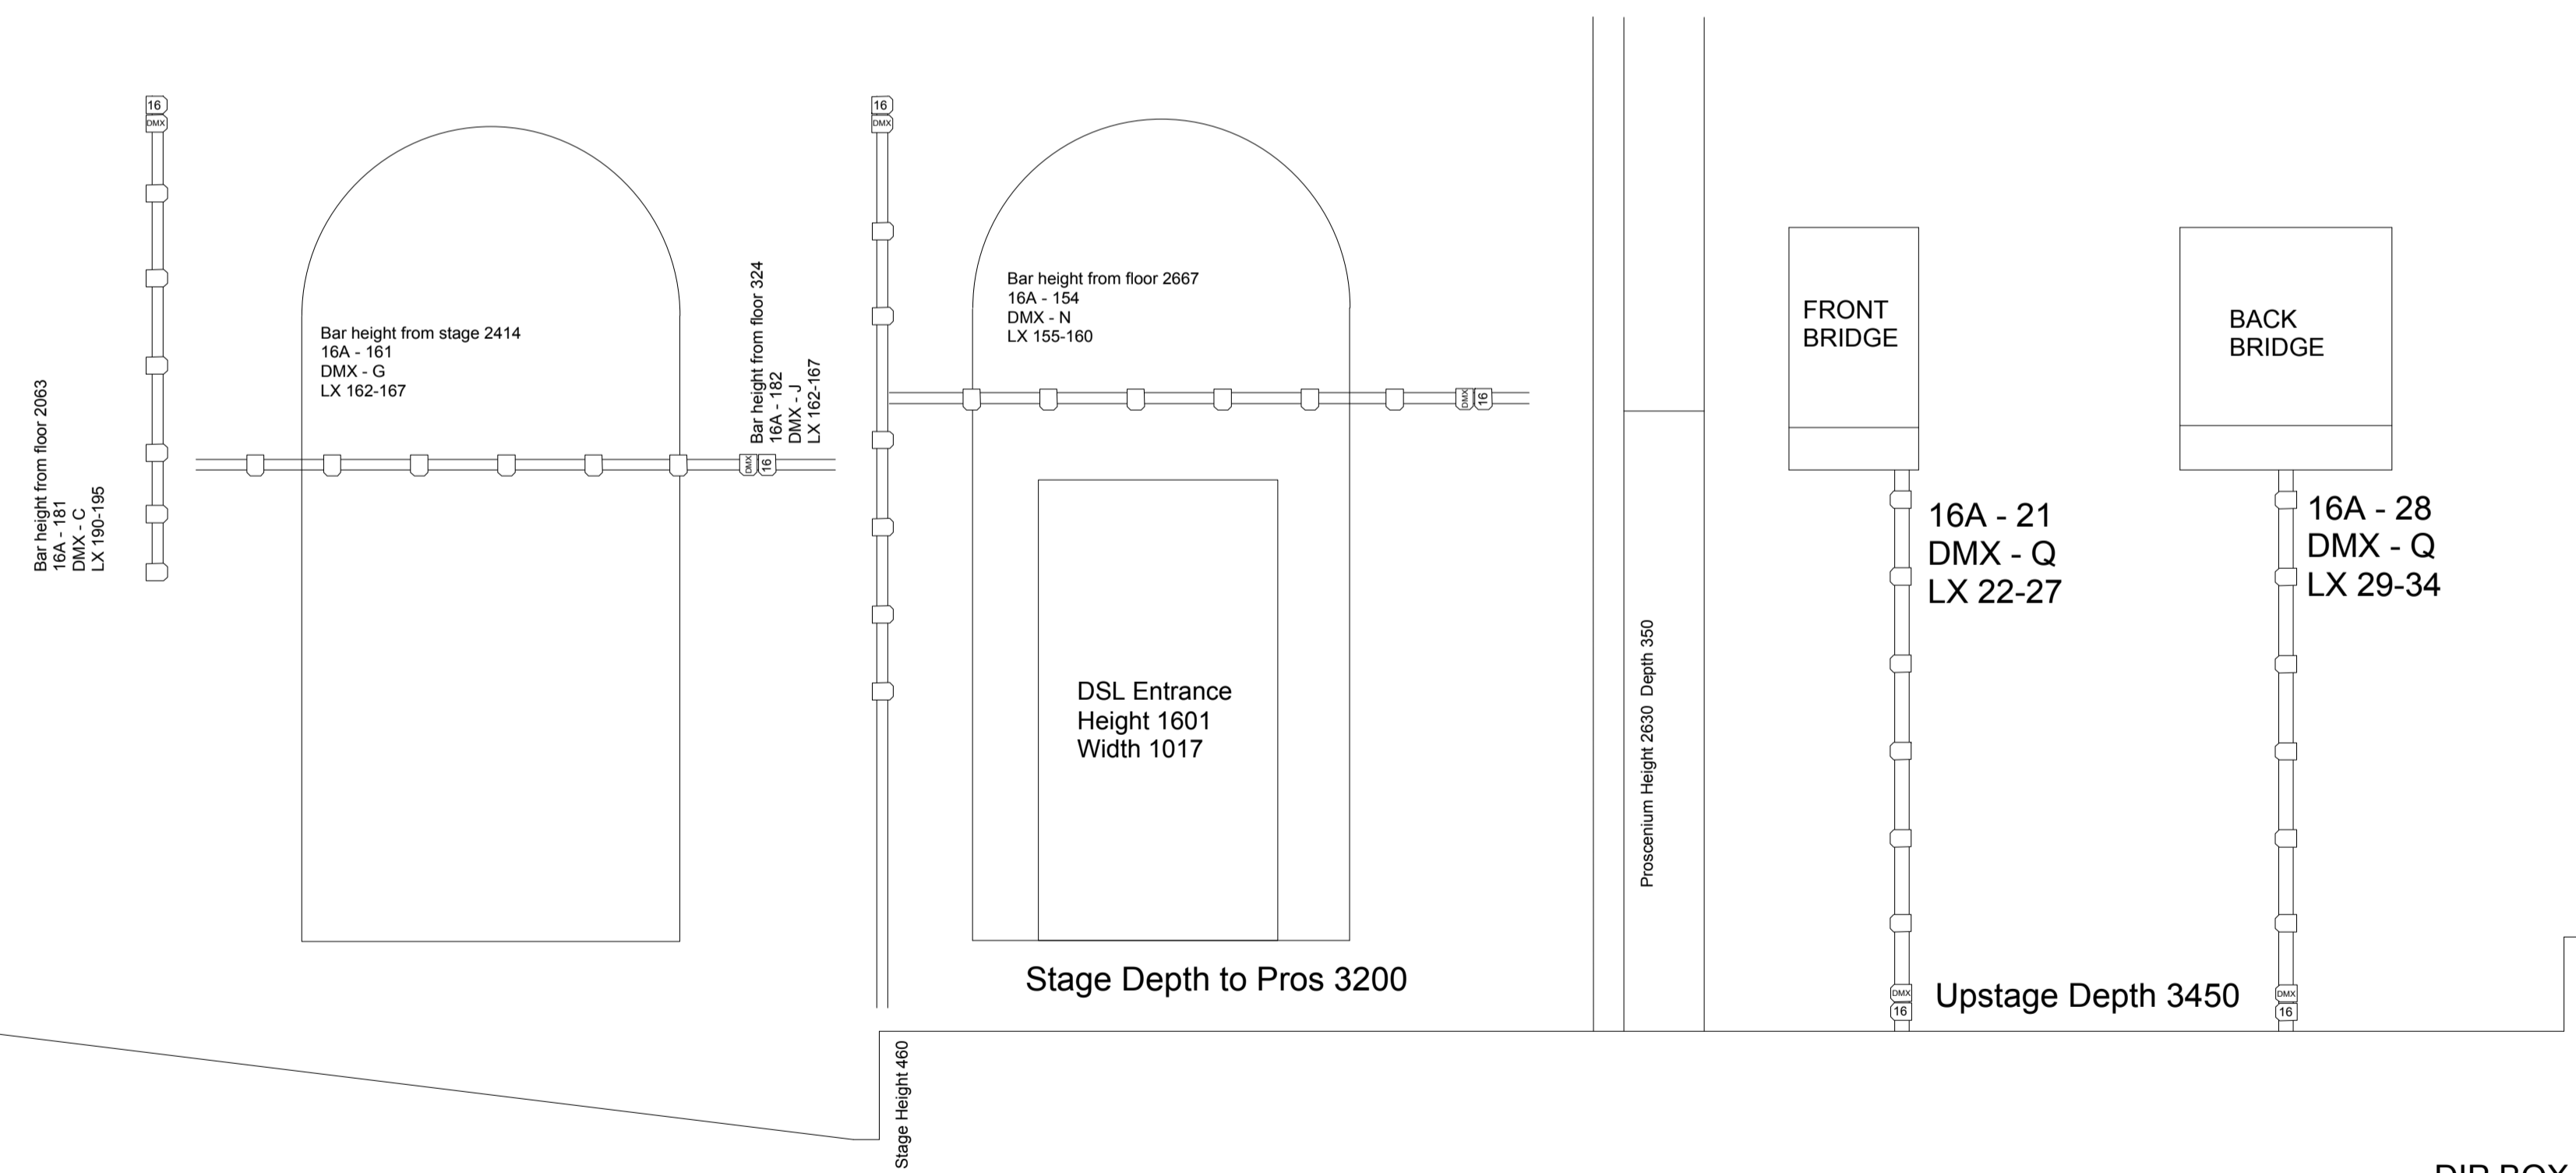 16
DMX
Bar height from floor 2063
16A - 181
DMX - C
LX 190-195
Bar height from stage 2414
16A - 161
DMX - G
LX 162-167
DMX
16
Bar height from floor 324
16A - 182
DMX - J
LX 162-167
16
DMX
Bar height from floor 2667
16A - 154
DMX - N
LX 155-160
DMX
16
DSL Entrance
Height 1601
Width 1017
Stage Depth to Pros 3200
Stage Height 460
Proscenium Height 2630 Depth 350
FRONT
BRIDGE
16A - 21
DMX - Q
LX 22-27
DMX
16
Upstage Depth 3450
BACK
BRIDGE
16A - 28
DMX - Q
LX 29-34
DMX
16